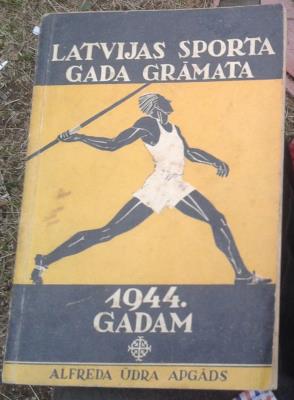 LATVIJAS SPORTA
GADA GRĀMATA
1944.
GADAM
ALFREDA ŪDRA APGĀDS